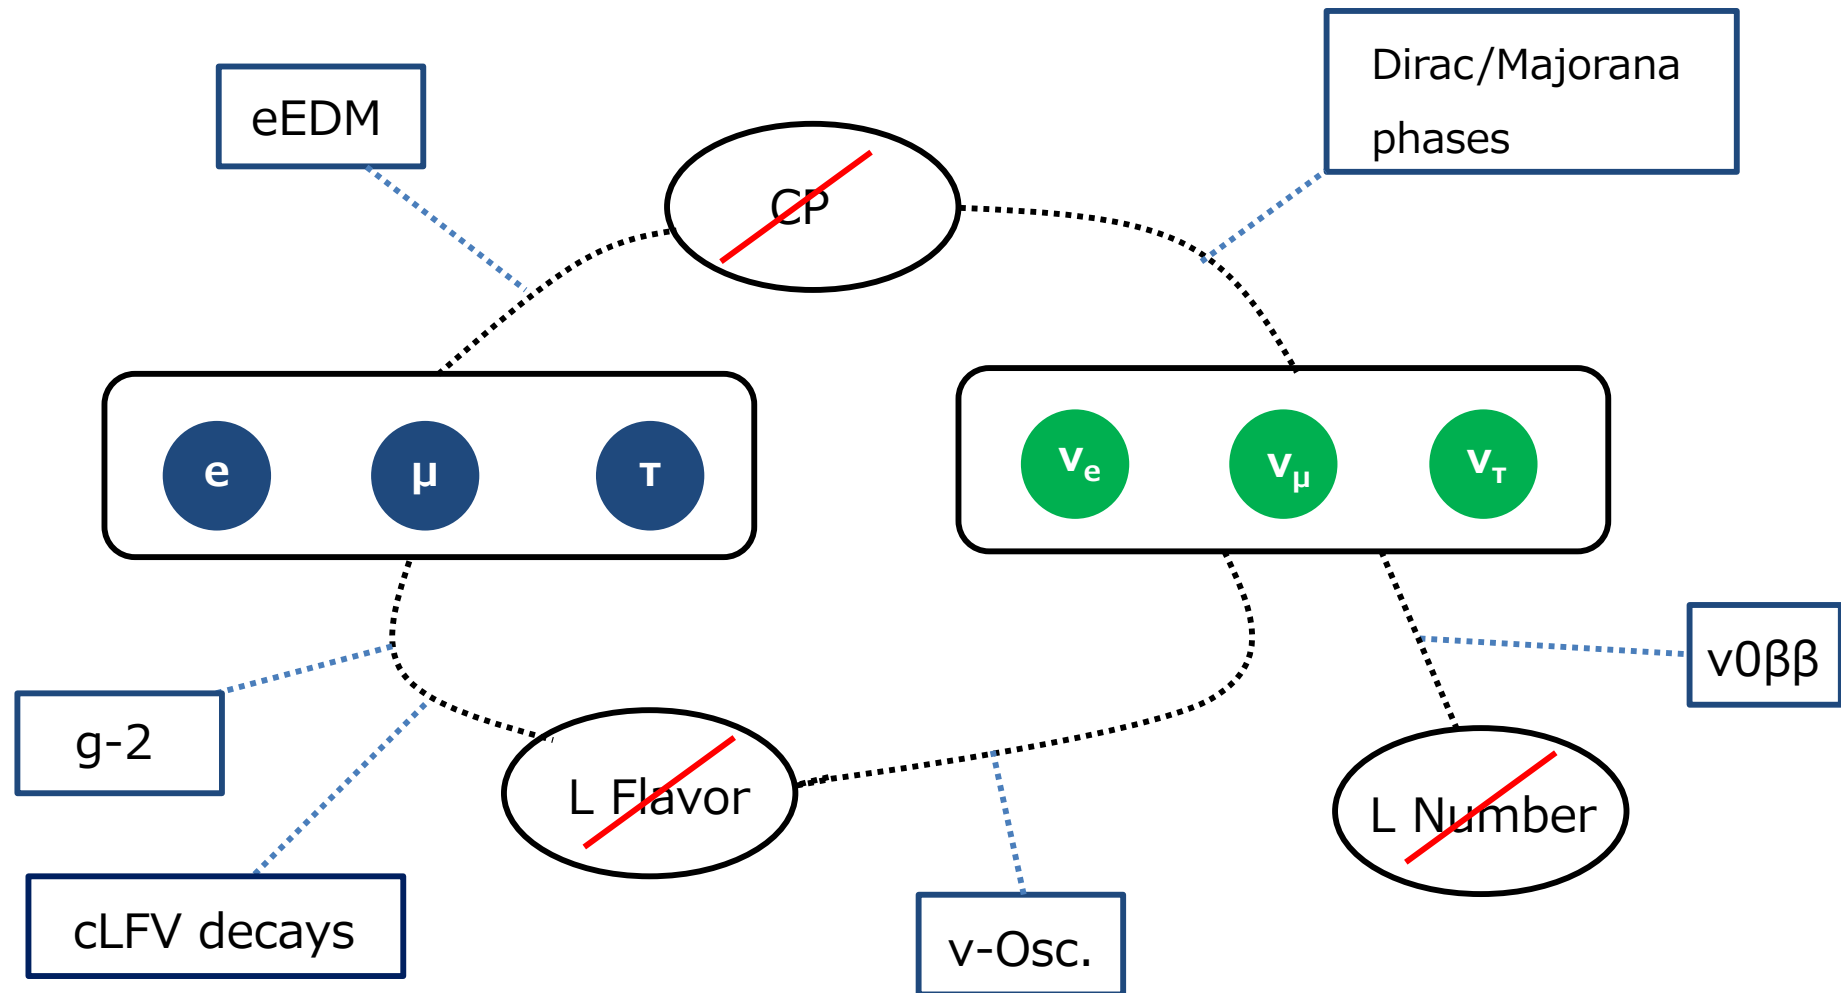 Dirac/Majorana
phases
eEDM
CP
e
μ
τ
νe
νμ
ντ
ν0ββ
g-2
L Flavor
L Number
cLFV decays
ν-Osc.